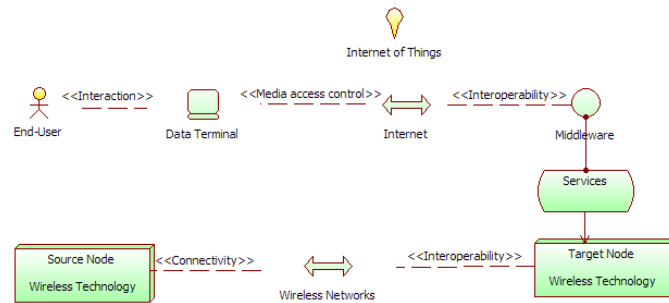 Internet of Things
<<Interaction>>
<<Media access control>>
<<Interoperability>>
End-User
Data Terminal
Internet
Middleware
Services
Source Node
Wireless Technology
<<Connectivity>>
Wireless Networks
<<Interoperability>>
Target Node
Wireless Technology